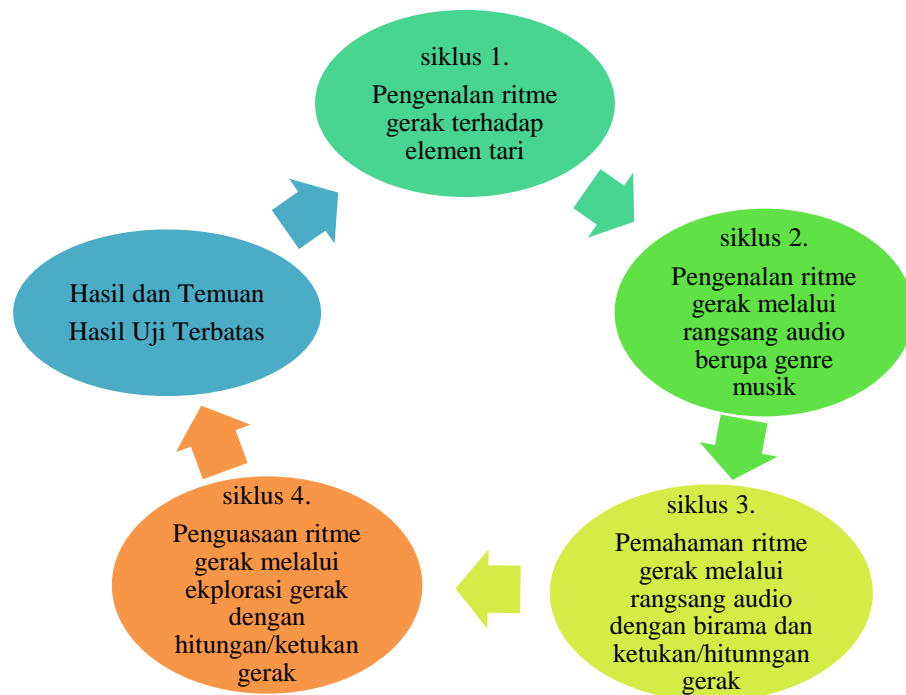 siklus 1.
Pengenalan ritme
gerak terhadap
elemen tari
siklus 2.
Pengenalan ritme
gerak melalui
rangsang audio
berupa genre
musik
siklus 3.
Pemahaman ritme
gerak melalui
rangsang audio
dengan birama dan
ketukan/hitunngan
gerak
siklus 4.
Penguasaan ritme
gerak melalui
ekplorasi gerak
dengan
hitungan/ketukan
gerak
Hasil dan Temuan
Hasil Uji Terbatas